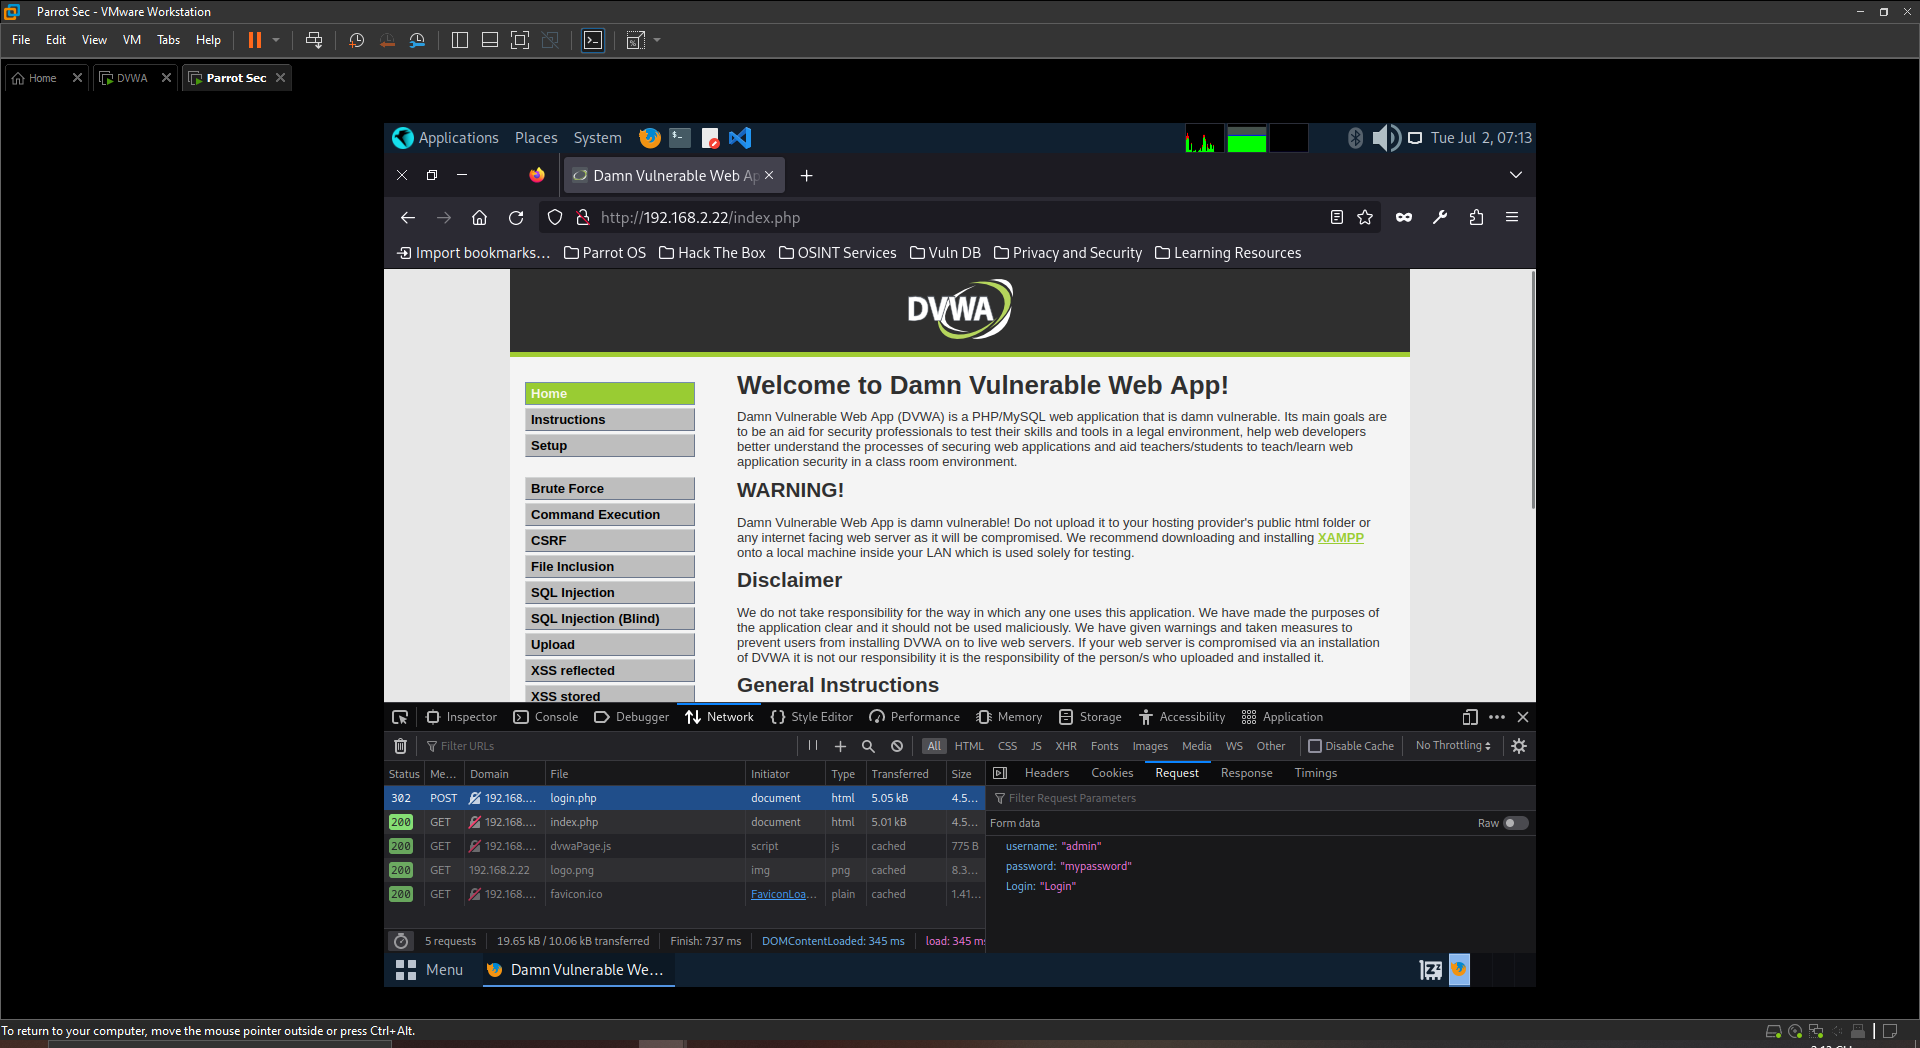 Parrot Sec - VMware Workstation
File Edit View VM Tabs Help
Home DVWA Parrot Sec
Applications Places System Tue Jul 2, 07:13
Damn Vulnerable Web Ap
http://192.168.2.22/index.php
Import bookmarks... Parrot OS Hack The Box OSINT Services Vuln DB Privacy and Security Learning Resources
DVWA
Home
Instructions
Setup
Brute Force
Command Execution
CSRF
File Inclusion
SQL Injection
SQL Injection (Blind)
Upload
XSS reflected
XSS stored
Welcome to Damn Vulnerable Web App!
Damn Vulnerable Web App (DVWA) is a PHP/MySQL web application that is damn vulnerable. Its main goals are
to be an aid for security professionals to test their skills and tools in a legal environment, help web developers
better understand the processes of securing web applications and aid teachers/students to teach/learn web
application security in a class room environment.
WARNING!
Damn Vulnerable Web App is damn vulnerable! Do not upload it to your hosting provider's public html folder or
any internet facing web server as it will be compromised. We recommend downloading and installing XAMPP
onto a local machine inside your LAN which is used solely for testing.
Disclaimer
We do not take responsibility for the way in which any one uses this application. We have made the purposes of
the application clear and it should not be used maliciously. We have given warnings and taken measures to
prevent users from installing DVWA on to live web servers. If your web server is compromised via an installation
of DVWA it is not our responsibility it is the responsibility of the person/s who uploaded and installed it.
General Instructions
Inspector Console Debugger Network Style Editor Performance Memory Storage Accessibility Application
Filter URLs All HTML CSS JS XHR Fonts Images Media WS Other Disable Cache No Throttling
Status Me... Domain File Initiator Type Transferred Size
302 POST 192.168.... login.php document html 5.05 kB 4.5...
200 GET 192.168.... index.php document html 5.01 kB 4.5...
200 GET 192.168.... dvwaPage.js script js cached 775 B
200 GET 192.168.2.22 logo.png img png cached 8.3...
200 GET 192.168.... favicon.ico FaviconLoa... plain cached 1.41...
5 requests 19.65 kB / 10.06 kB transferred Finish: 737 ms DOMContentLoaded: 345 ms load: 345 ms
Headers Cookies Request Response Timings
Filter Request Parameters
Form data Raw
username: "admin"
password: "mypassword"
Login: "Login"
Menu Damn Vulnerable We...
To return to your computer, move the mouse pointer outside or press Ctrl+Alt.